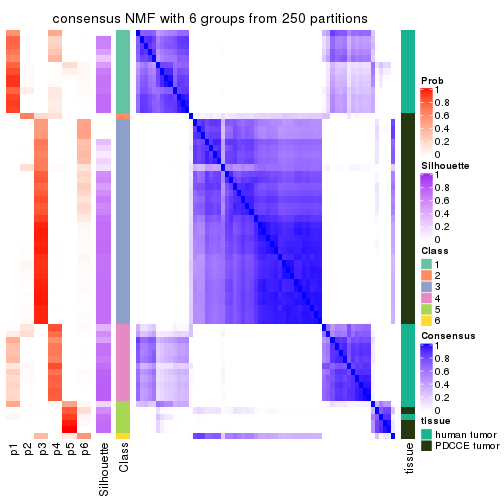 consensus NMF with 6 groups from 250 partitions
Prob
1
0.8
0.6
0.4
0.2
0
Silhouette
1
0.8
0.6
0.4
0.2
0
Class
1
2
3
4
5
6
Consensus
1
0.8
0.6
0.4
0.2
0
tissue
human tumor
PDCCE tumor
p1
p2
p3
p4
p5
p6
Silhouette
Class
tissue